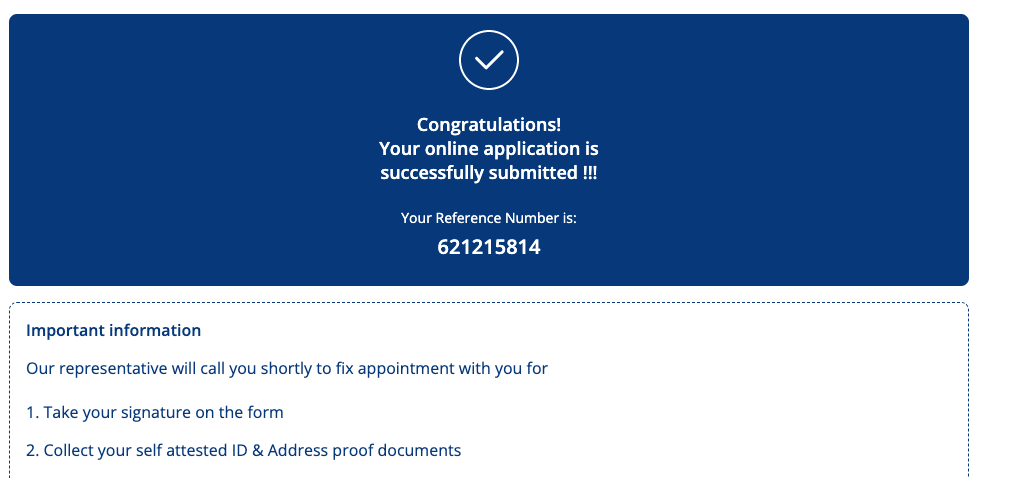 Congratulations!
Your online application is
successfully submitted !!!
Your Reference Number is:
621215814
Important information
Our representative will call you shortly to fix appointment with you for
1. Take your signature on the form
2. Collect your self attested ID & Address proof documents